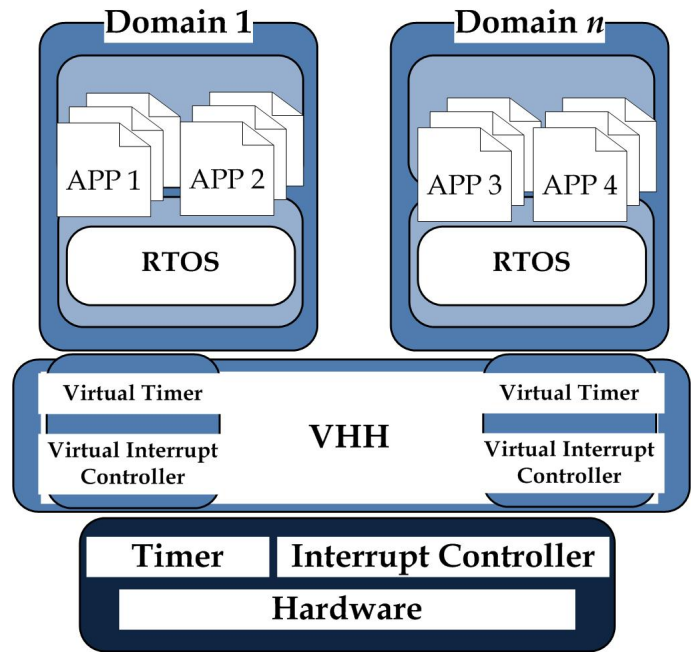 Domain 1
Domain n
APP 1
APP 2
APP 3
APP 4
RTOS
RTOS
Virtual Timer
Virtual Interrupt
Controller
VHH
Virtual Timer
Virtual Interrupt
Controller
Timer
Interrupt Controller
Hardware